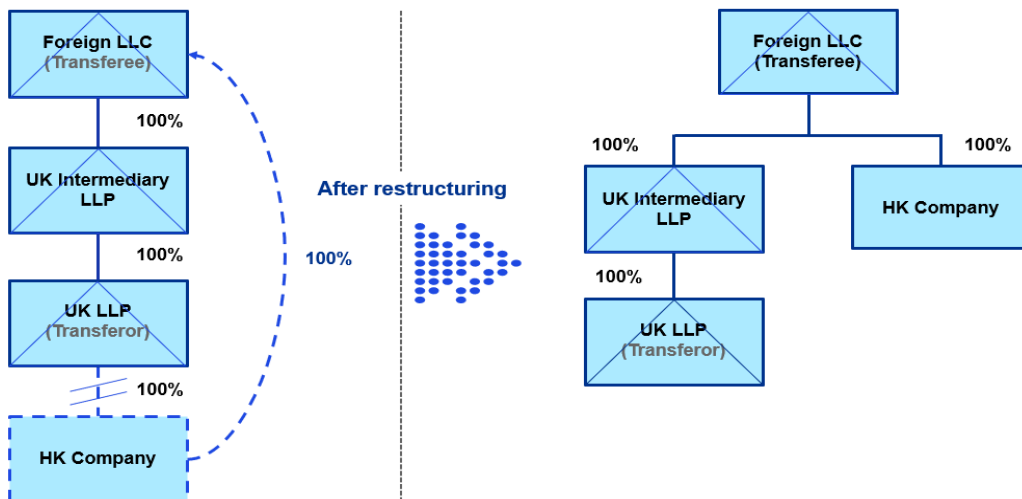 Foreign LLC
(Transferee)
100%
UK Intermediary
LLP
100%
UK LLP
(Transferor)
100%
HK Company
100%
After restructuring
Foreign LLC
(Transferee)
100%
100%
UK Intermediary
LLP
HK Company
100%
UK LLP
(Transferor)